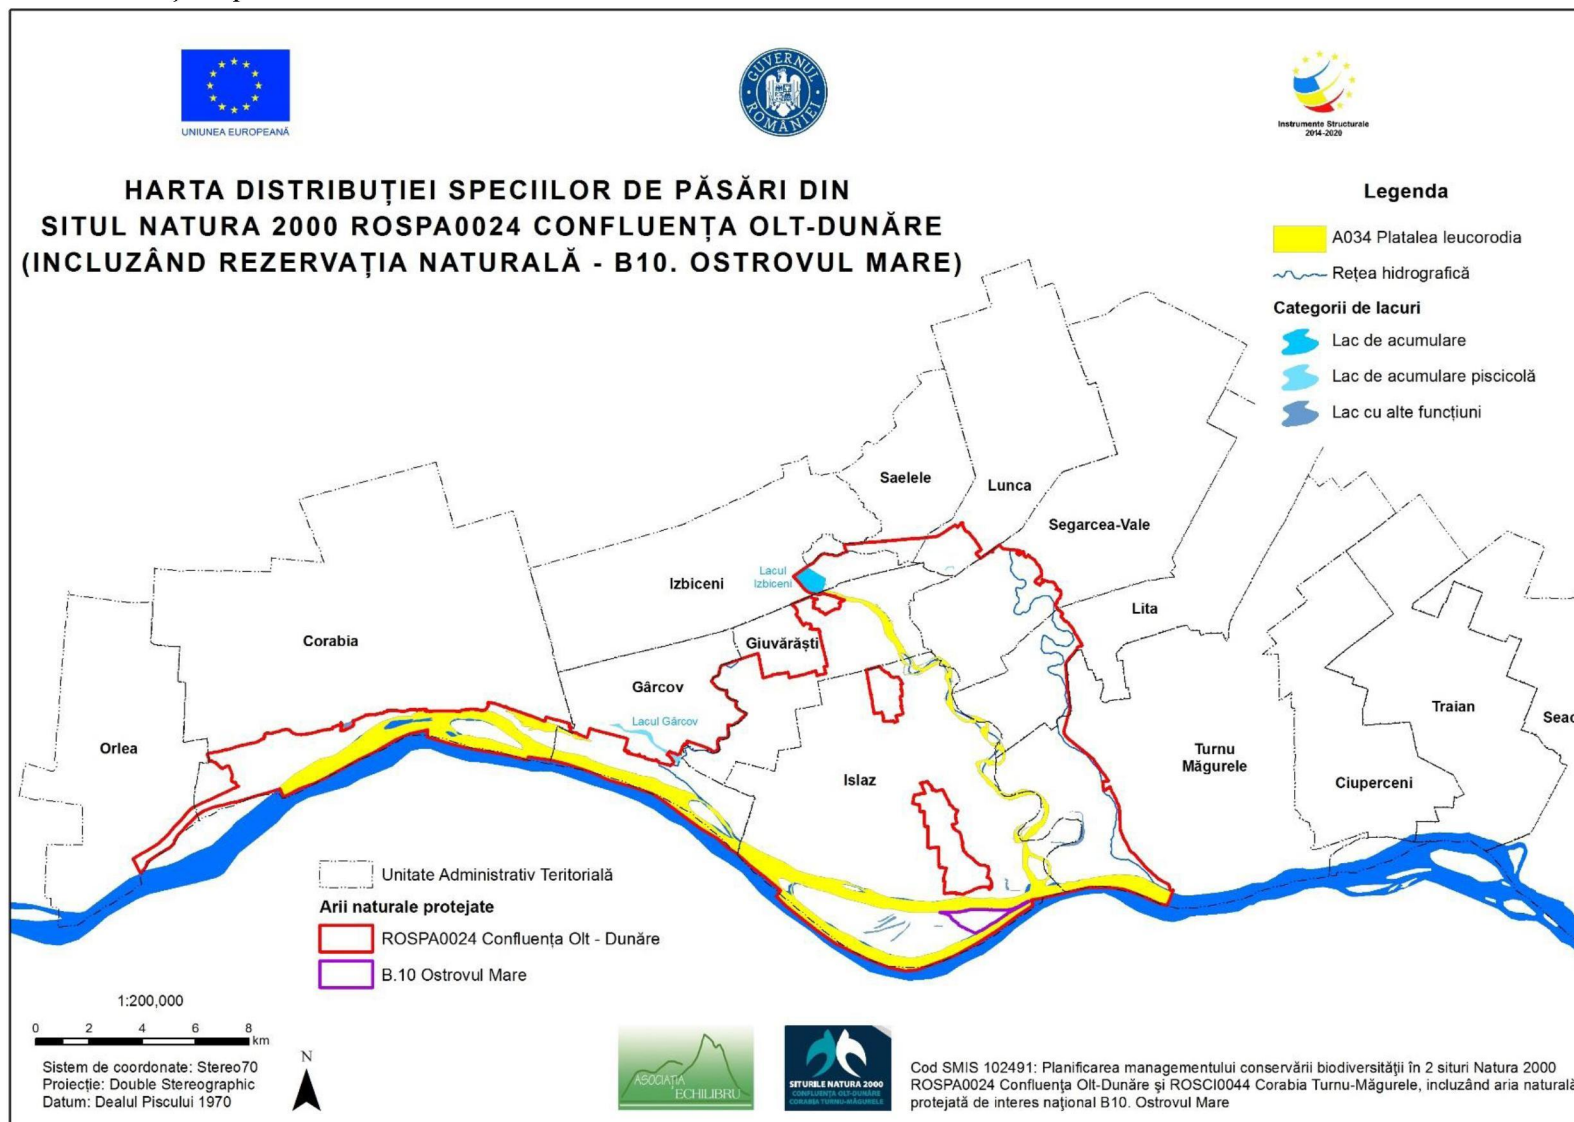 UNIUNEA EUROPEANĂ
GUVERNUL ROMÂNIEI
Instrumente Structurale
2014-2020
HARTA DISTRIBUȚIEI SPECIILOR DE PĂSĂRI DIN
SITUL NATURA 2000 ROSPA0024 CONFLUENȚA OLT-DUNĂRE
(INCLUZÂND REZERVAȚIA NATURALĂ - B10. OSTROVUL MARE)
Legenda
A034 Platalea leucorodia
Rețea hidrografică
Categorii de lacuri
Lac de acumulare
Lac de acumulare piscicolă
Lac cu alte funcțiuni
Saelele
Lunca
Segarcea-Vale
Izbiceni
Lacul
Izbiceni
Lita
Corabia
Giuvărăști
Gârcov
Lacul Gârcov
Orlea
Islaz
Turnu
Măgurele
Traian
Seac
Ciuperceni
Unitate Administrativ Teritorială
Arii naturale protejate
ROSPA0024 Confluența Olt - Dunăre
B.10 Ostrovul Mare
1:200,000
0 2 4 6 8
km
N
Sistem de coordonate: Stereo70
Proiecție: Double Stereographic
Datum: Dealul Piscului 1970
ASOCIAȚIA
ECHILIBRU
SITURILE NATURA 2000
CONFLUENȚA OLT-DUNĂRE
CORABIA TURNU-MĂGURELE
Cod SMIS 102491: Planificarea managementului conservării biodiversității în 2 situri Natura 2000
ROSPA0024 Confluența Olt-Dunăre și ROSCI0044 Corabia Turnu-Măgurele, incluzând aria naturală
protejată de interes național B10. Ostrovul Mare